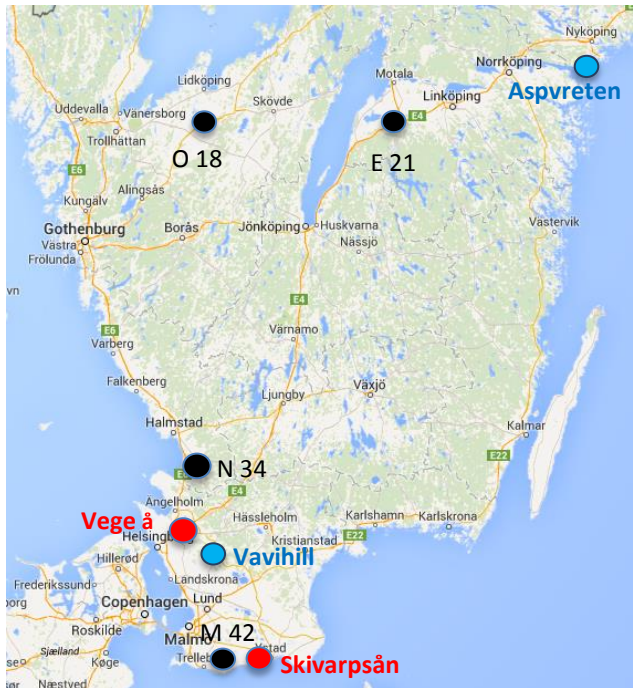 Nyköping
Lidköping
Motala
Norrköping
Aspvreten
Uddevalla
Vänersborg
Skövde
Linköping
E4
Trollhättan
O 18
E 21
E6
Alingsås
Kungälv
Gothenburg
Borås
Jönköping
Huskvarna
Västervik
Västra
Frölunda
Nässjö
E4
E6
Värnamo
Varberg
Falkenberg
Ljungby
Växjö
Halmstad
Kalmar
E22
N 34
E4
Ängelholm
Vege å
Hässleholm
Karlshamn
Karlskrona
E22
Helsingb
Kristianstad
Hillerød
Vavihill
Frederikssund
Landskrona
Copenhagen
Lund
Roskilde
Malmö
M 42
Ystad
Sjælland
Køge
Trelleb
Skivarpsån
Næstved